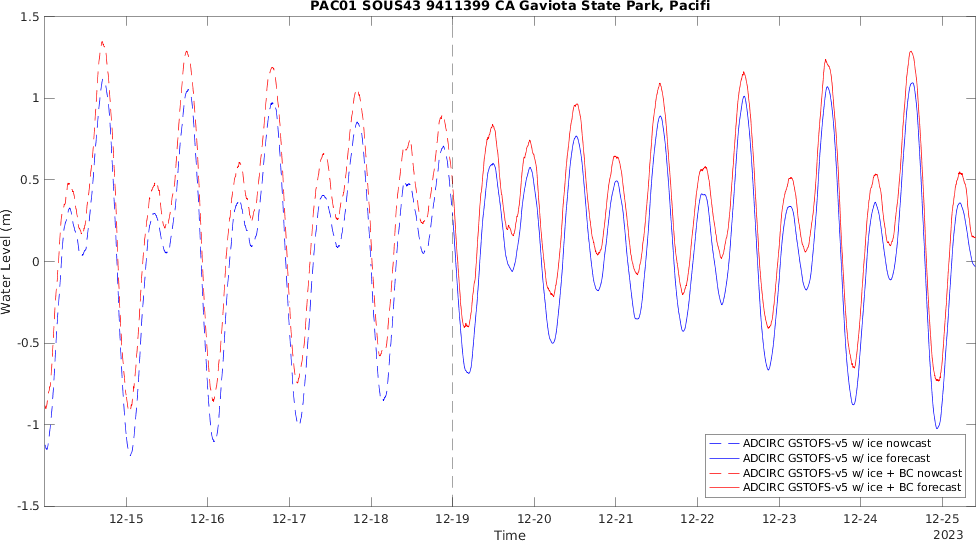 PAC01 SOUS43 9411399 CA Gaviota State Park, Pacifi
1.5
1
0.5
0
-0.5
-1
-1.5
Water Level (m)
12-15
12-16
12-17
12-18
12-19
12-20
12-21
12-22
12-23
12-24
12-25
2023
Time
ADCIRC GSTOFS-v5 w/ ice nowcast
ADCIRC GSTOFS-v5 w/ ice forecast
ADCIRC GSTOFS-v5 w/ ice + BC nowcast
ADCIRC GSTOFS-v5 w/ ice + BC forecast